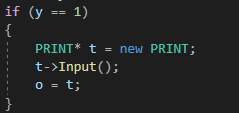 if (y == 1)
{
PRINT* t = new PRINT;
t->Input();
o = t;
}